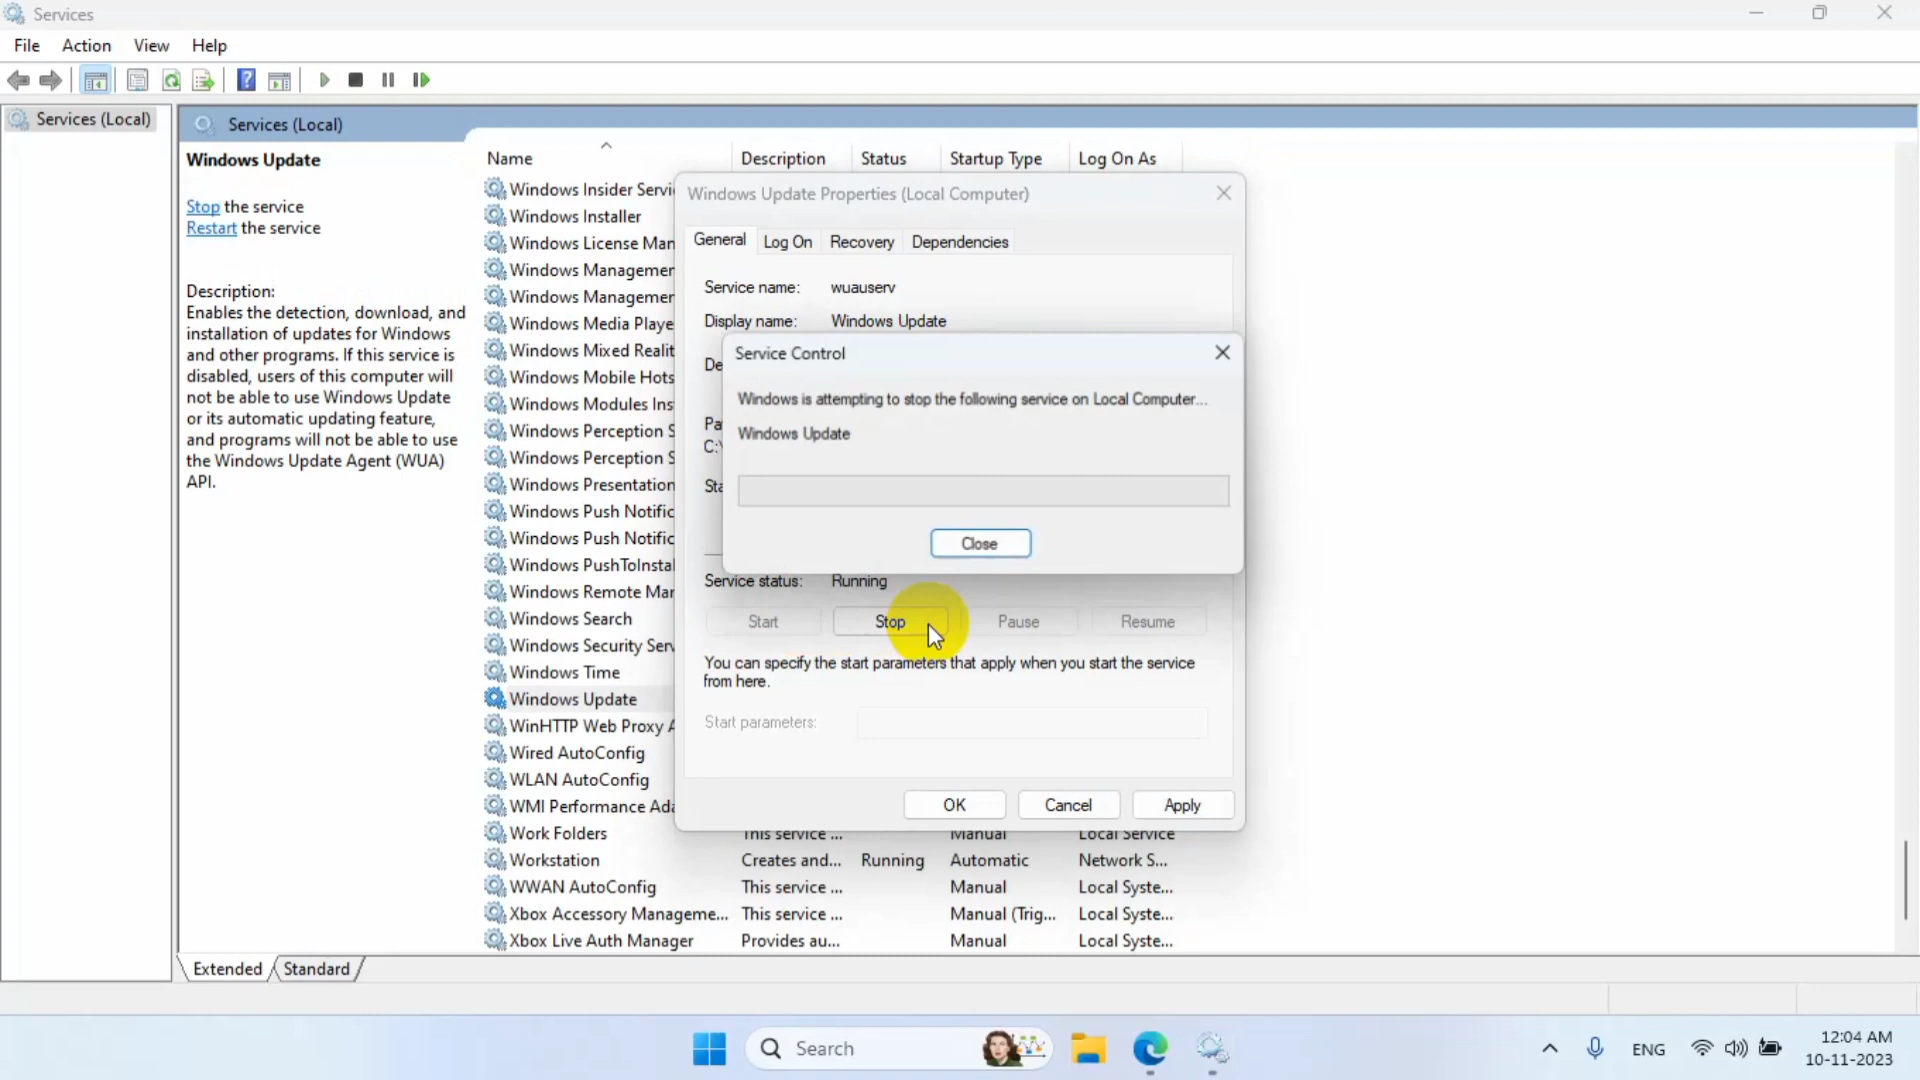 Services
File Action View Help
Services (Local)
Services (Local)
Windows Update
Stop the service
Restart the service
Description:
Enables the detection, download, and
installation of updates for Windows
and other programs. If this service is
disabled, users of this computer will
not be able to use Windows Update
or its automatic updating feature,
and programs will not be able to use
the Windows Update Agent (WUA)
API.
Name Description Status Startup Type Log On As
Windows Insider Servi
Windows Installer
Windows License Man
Windows Managemen
Windows Managemen
Windows Media Playe
Windows Mixed Realit
Windows Mobile Hots
Windows Modules Ins
Windows Perception S
Windows Perception S
Windows Presentation
Windows Push Notific
Windows Push Notific
Windows PushToInstal
Windows Remote Man
Windows Search
Windows Security Serv
Windows Time
Windows Update
WinHTTP Web Proxy A
Wired AutoConfig
WLAN AutoConfig
WMI Performance Ada
Work Folders This service ... Manual Local Service
Workstation Creates and... Running Automatic Network S...
WWAN AutoConfig This service ... Manual Local Syste...
Xbox Accessory Manageme... This service ... Manual (Trig... Local Syste...
Xbox Live Auth Manager Provides au... Manual Local Syste...
Windows Update Properties (Local Computer)
General Log On Recovery Dependencies
Service name: wuauserv
Display name: Windows Update
De
Pa
C:\
Sta
Service Control
Windows is attempting to stop the following service on Local Computer...
Windows Update
Close
Service status: Running
Start Stop Pause Resume
You can specify the start parameters that apply when you start the service
from here.
Start parameters:
OK Cancel Apply
Extended Standard
Search
ENG
12:04 AM
10-11-2023